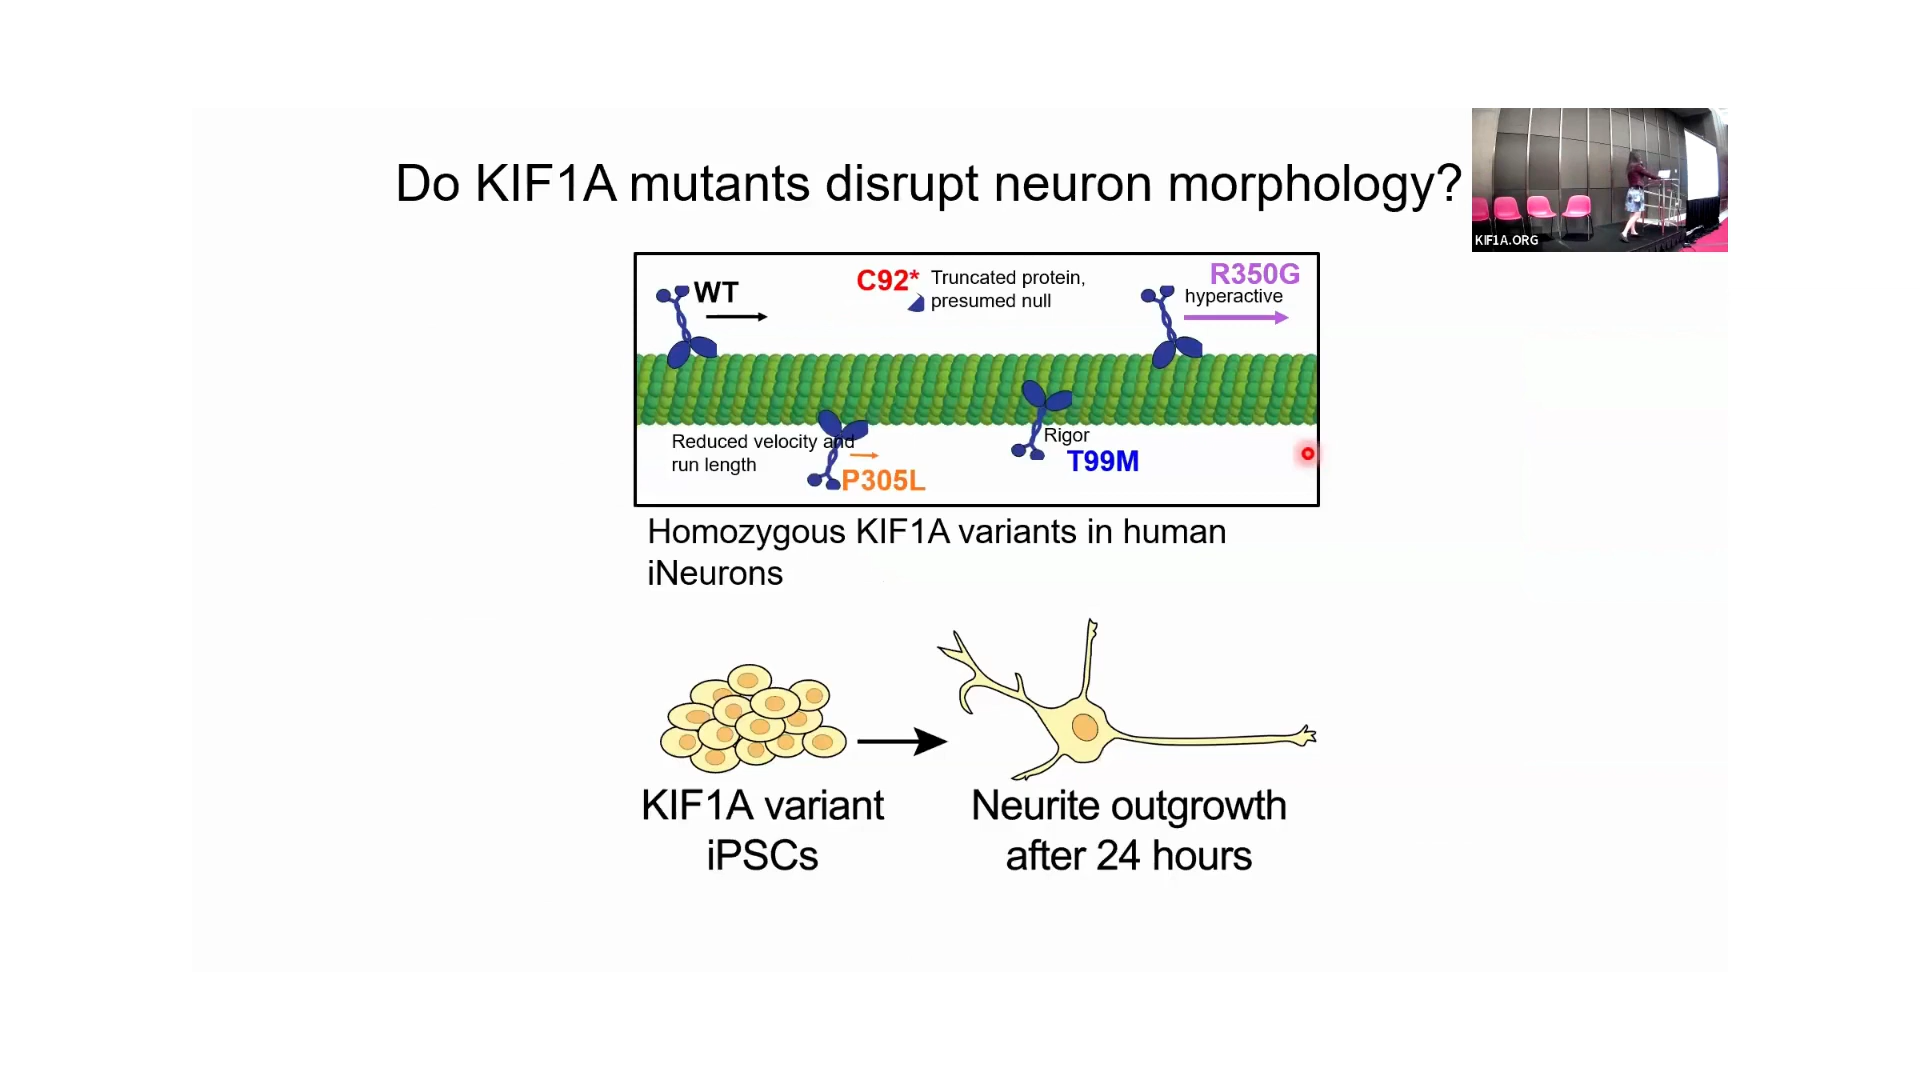 Do KIF1A mutants disrupt neuron morphology?
KIF1A.ORG
WT
C92*
Truncated protein,
presumed null
R350G
hyperactive
Reduced velocity and
run length
P305L
Rigor
T99M
Homozygous KIF1A variants in human
iNeurons
KIF1A variant
iPSCs
Neurite outgrowth
after 24 hours